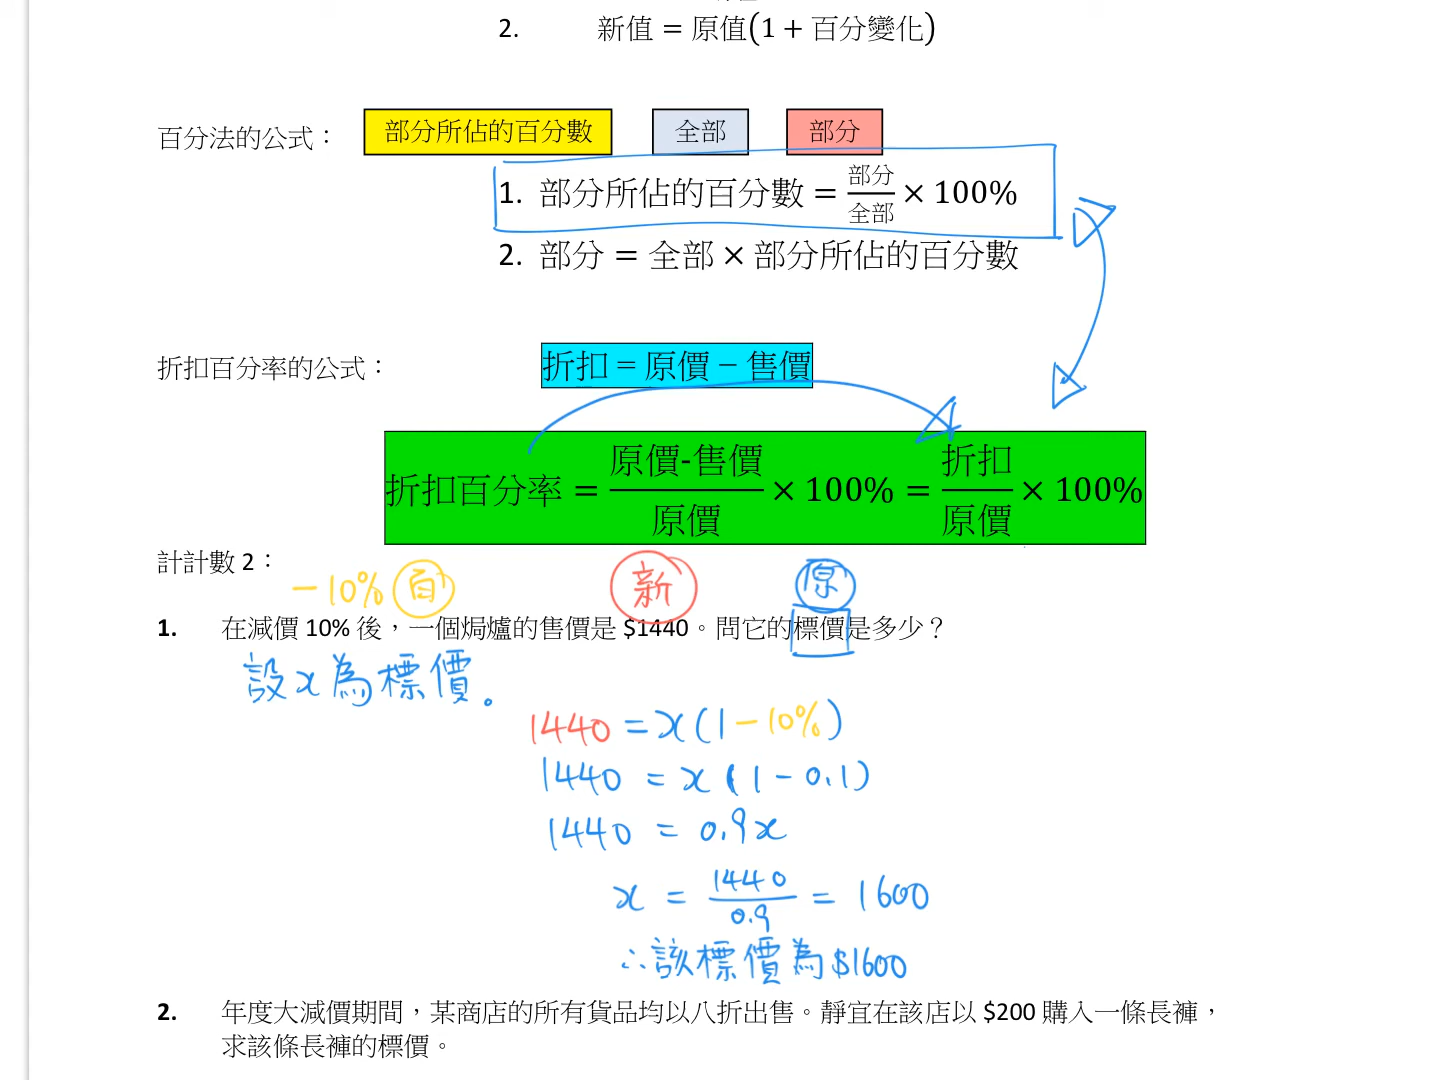 2. 新值 = 原值(1 + 百分變化)
百分法的公式： 部分所佔的百分數 全部 部分
1. 部分所佔的百分數 = 部分/全部 × 100%
2. 部分 = 全部 × 部分所佔的百分數
折扣百分率的公式： 折扣 = 原價 − 售價
折扣百分率 = 原價-售價/原價 × 100% = 折扣/原價 × 100%
計計數 2：
−10% 百 新 原
1. 在減價 10% 後，一個焗爐的售價是 $1440。問它的標價是多少？
設x為標價。
1440 = x(1 − 10%)
1440 = x(1 − 0.1)
1440 = 0.9x
x = 1440/0.9 = 1600
∴該標價為$1600
2. 年度大減價期間，某商店的所有貨品均以八折出售。靜宜在該店以 $200 購入一條長褲，
求該條長褲的標價。